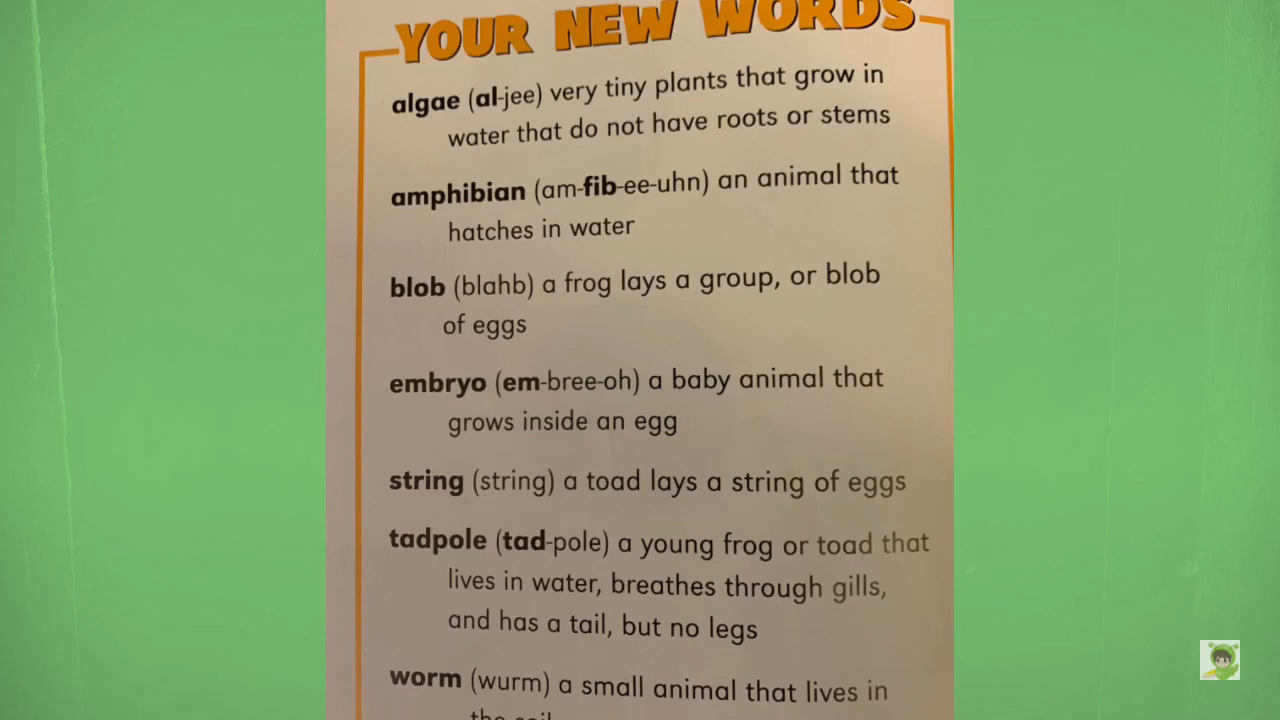 YOUR NEW WORDS
algae (al-jee) very tiny plants that grow in
water that do not have roots or stems
amphibian (am-fib-ee-uhn) an animal that
hatches in water
blob (blahb) a frog lays a group, or blob
of eggs
embryo (em-bree-oh) a baby animal that
grows inside an egg
string (string) a toad lays a string of eggs
tadpole (tad-pole) a young frog or toad that
lives in water, breathes through gills,
and has a tail, but no legs
worm (wurm) a small animal that lives in
the soil